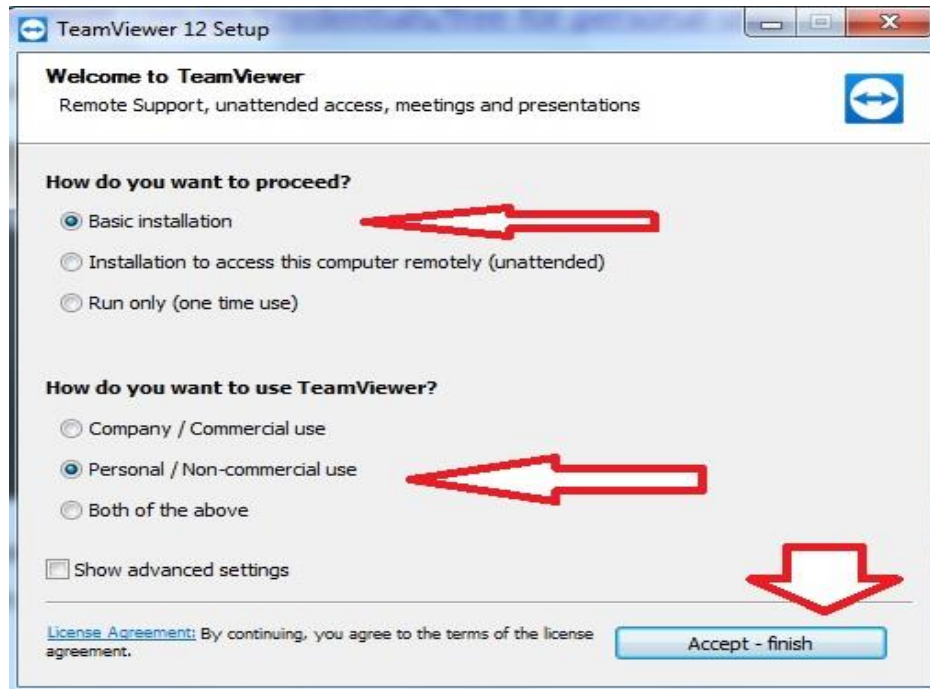 TeamViewer 12 Setup
Welcome to TeamViewer
Remote Support, unattended access, meetings and presentations
How do you want to proceed?
Basic installation
Installation to access this computer remotely (unattended)
Run only (one time use)
How do you want to use TeamViewer?
Company / Commercial use
Personal / Non-commercial use
Both of the above
Show advanced settings
License Agreement: By continuing, you agree to the terms of the license
agreement.
Accept - finish